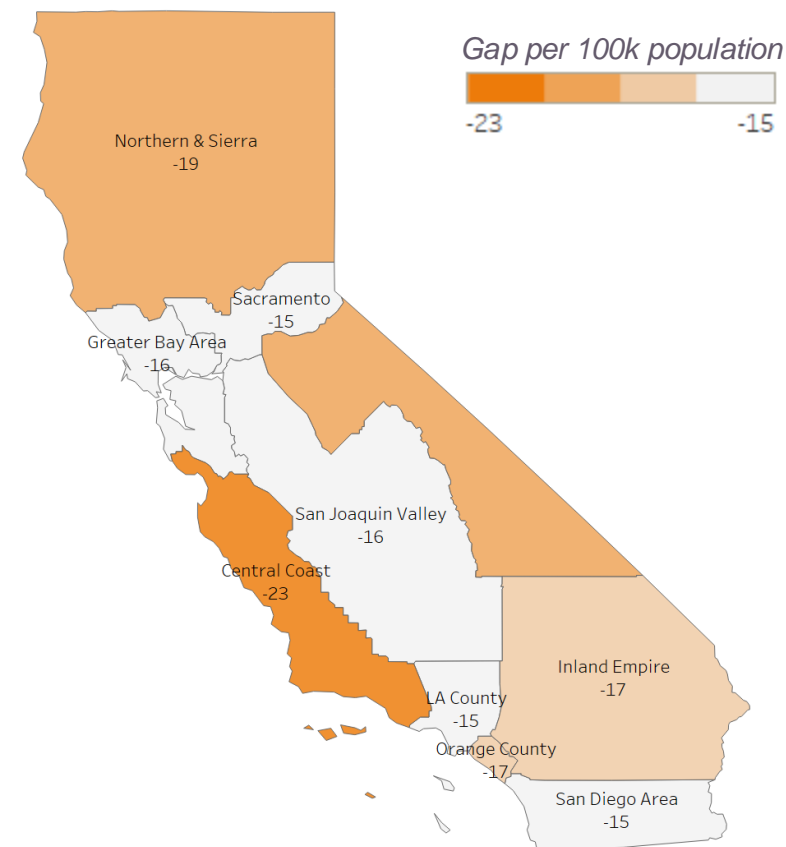 Gap per 100k population
-23 -15
Northern & Sierra
-19
Sacramento
-15
Greater Bay Area
-16
San Joaquin Valley
-16
Central Coast
-23
Inland Empire
-17
LA County
-15
Orange County
-17
San Diego Area
-15